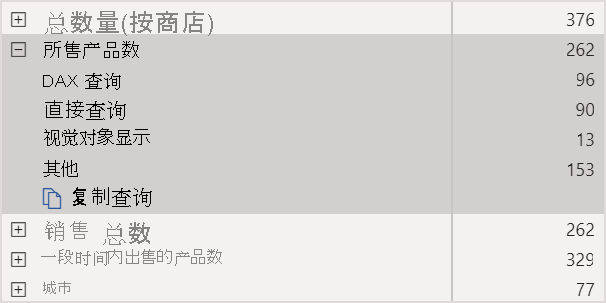 总数量(按商店) 376
所售产品数 262
DAX 查询 96
直接查询 90
视觉对象显示 13
其他 153
复制查询
销售 总数 262
一段时间内出售的产品数 329
城市 77